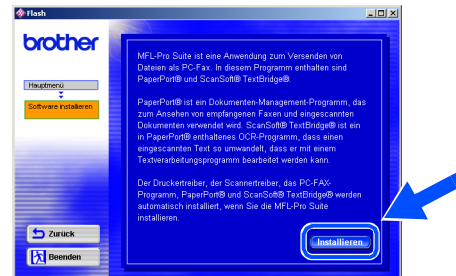 Flash
brother
Hauptmenü
Software installieren
MFL-Pro Suite ist eine Anwendung zum Versenden von
Dateien als PC-Fax. In diesem Programm enthalten sind
PaperPort® und ScanSoft® TextBridge®.
PaperPort® ist ein Dokumenten-Management-Programm, das
zum Ansehen von empfangenen Faxen und eingescannten
Dokumenten verwendet wird. ScanSoft® TextBridge® ist ein
in PaperPort® enthaltenes OCR-Programm, dass einen
eingescannten Text so umwandelt, dass er mit einem
Textverarbeitungsprogramm bearbeitet werden kann.
Der Druckertreiber, der Scannertreiber, das PC-FAX-
Programm, PaperPort® und ScanSoft® TextBridge® werden
automatisch installiert, wenn Sie die MFL-Pro Suite
installieren.
Zurück
Beenden
Installieren